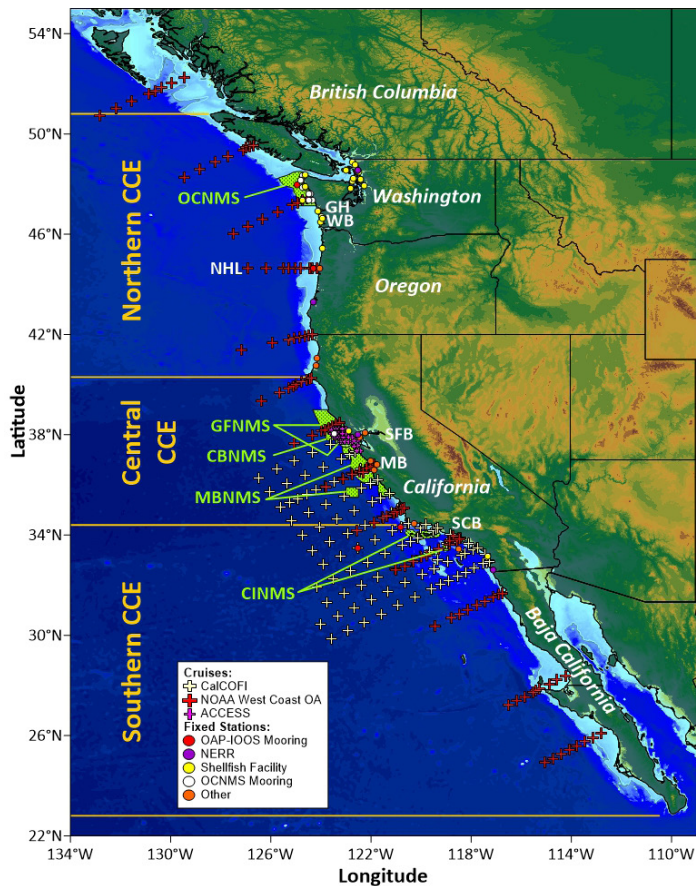 54°N
50°N
46°N
42°N
38°N
34°N
30°N
26°N
22°N
Latitude
Northern CCE
Central
CCE
Southern CCE
British Columbia
OCNMS
Washington
GH
WB
NHL
Oregon
GFNMS
SFB
CBNMS
MB
MBNMS
California
SCB
CINMS
Baja California
Cruises:
CalCOFI
NOAA West Coast OA
ACCESS
Fixed Stations:
OAP-IOOS Mooring
NERR
Shellfish Facility
OCNMS Mooring
Other
134°W
130°W
126°W
122°W
118°W
114°W
110°W
Longitude